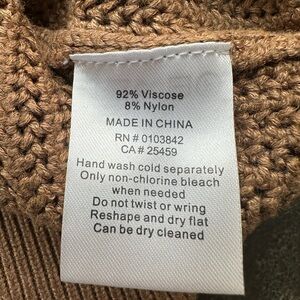 92% Viscose
8% Nylon
MADE IN CHINA
RN # 0103842
CA # 25459
Hand wash cold separately
Only non-chlorine bleach
when needed
Do not twist or wring
Reshape and dry flat
Can be dry cleaned